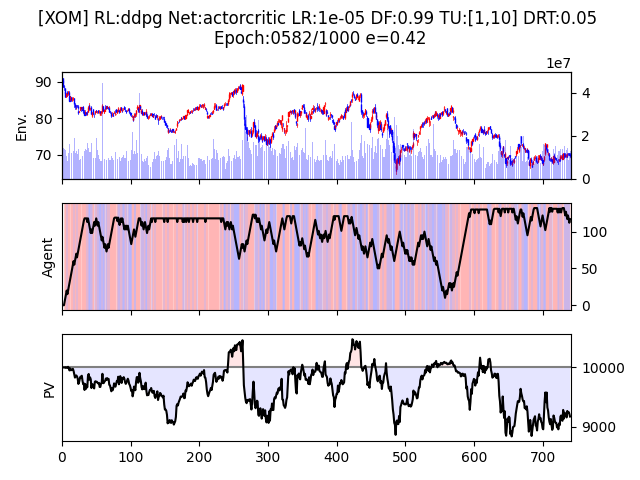 [XOM] RL:ddpg Net:actorcritic LR:1e-05 DF:0.99 TU:[1,10] DRT:0.05
Epoch:0582/1000 e=0.42
1e7
90
80
70
Env.
4
2
0
Agent
100
50
0
PV
10000
9000
0 100 200 300 400 500 600 700